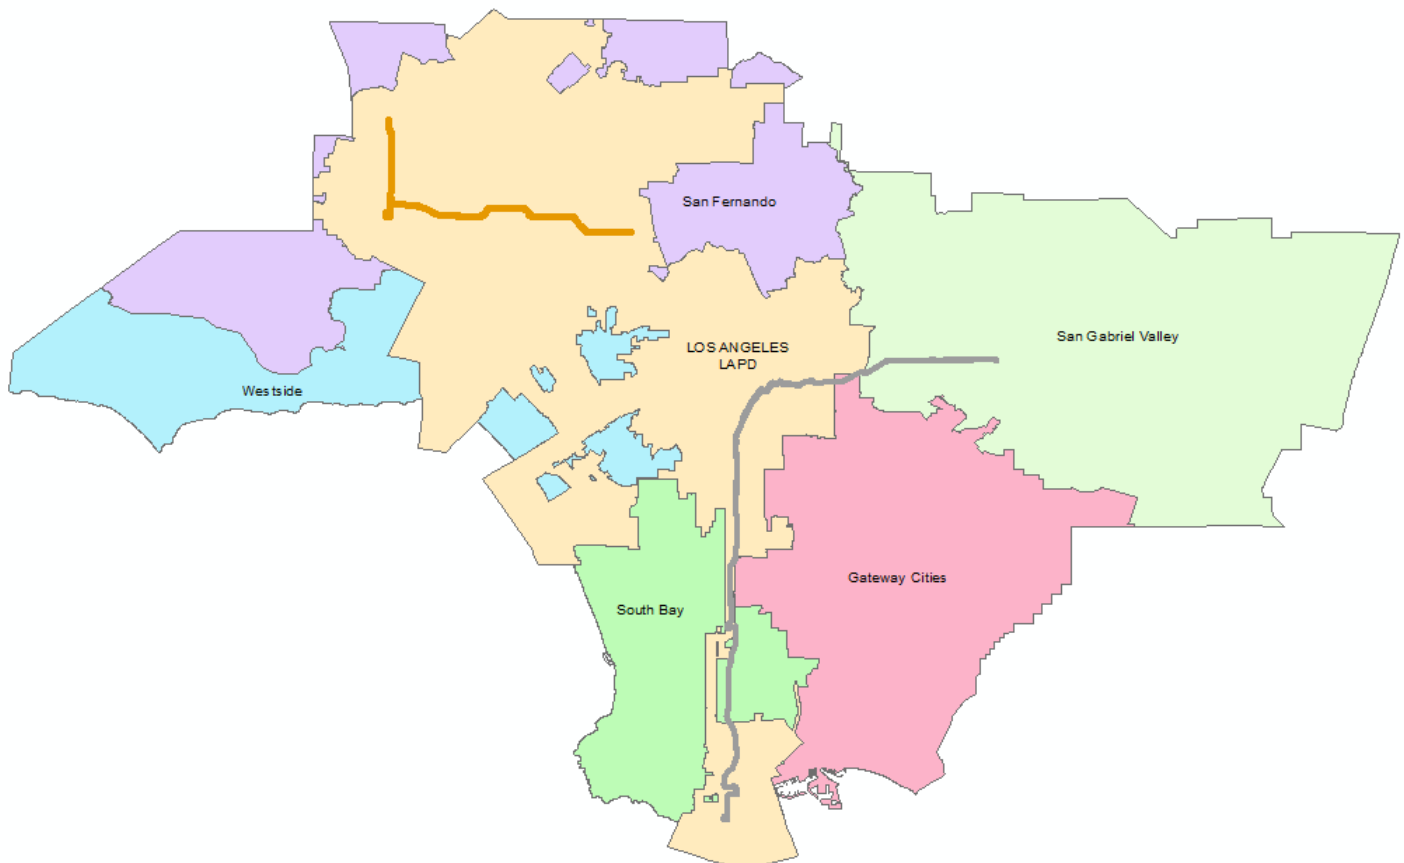 San Fernando
San Gabriel Valley
LOS ANGELES
LAPD
Westside
Gateway Cities
South Bay